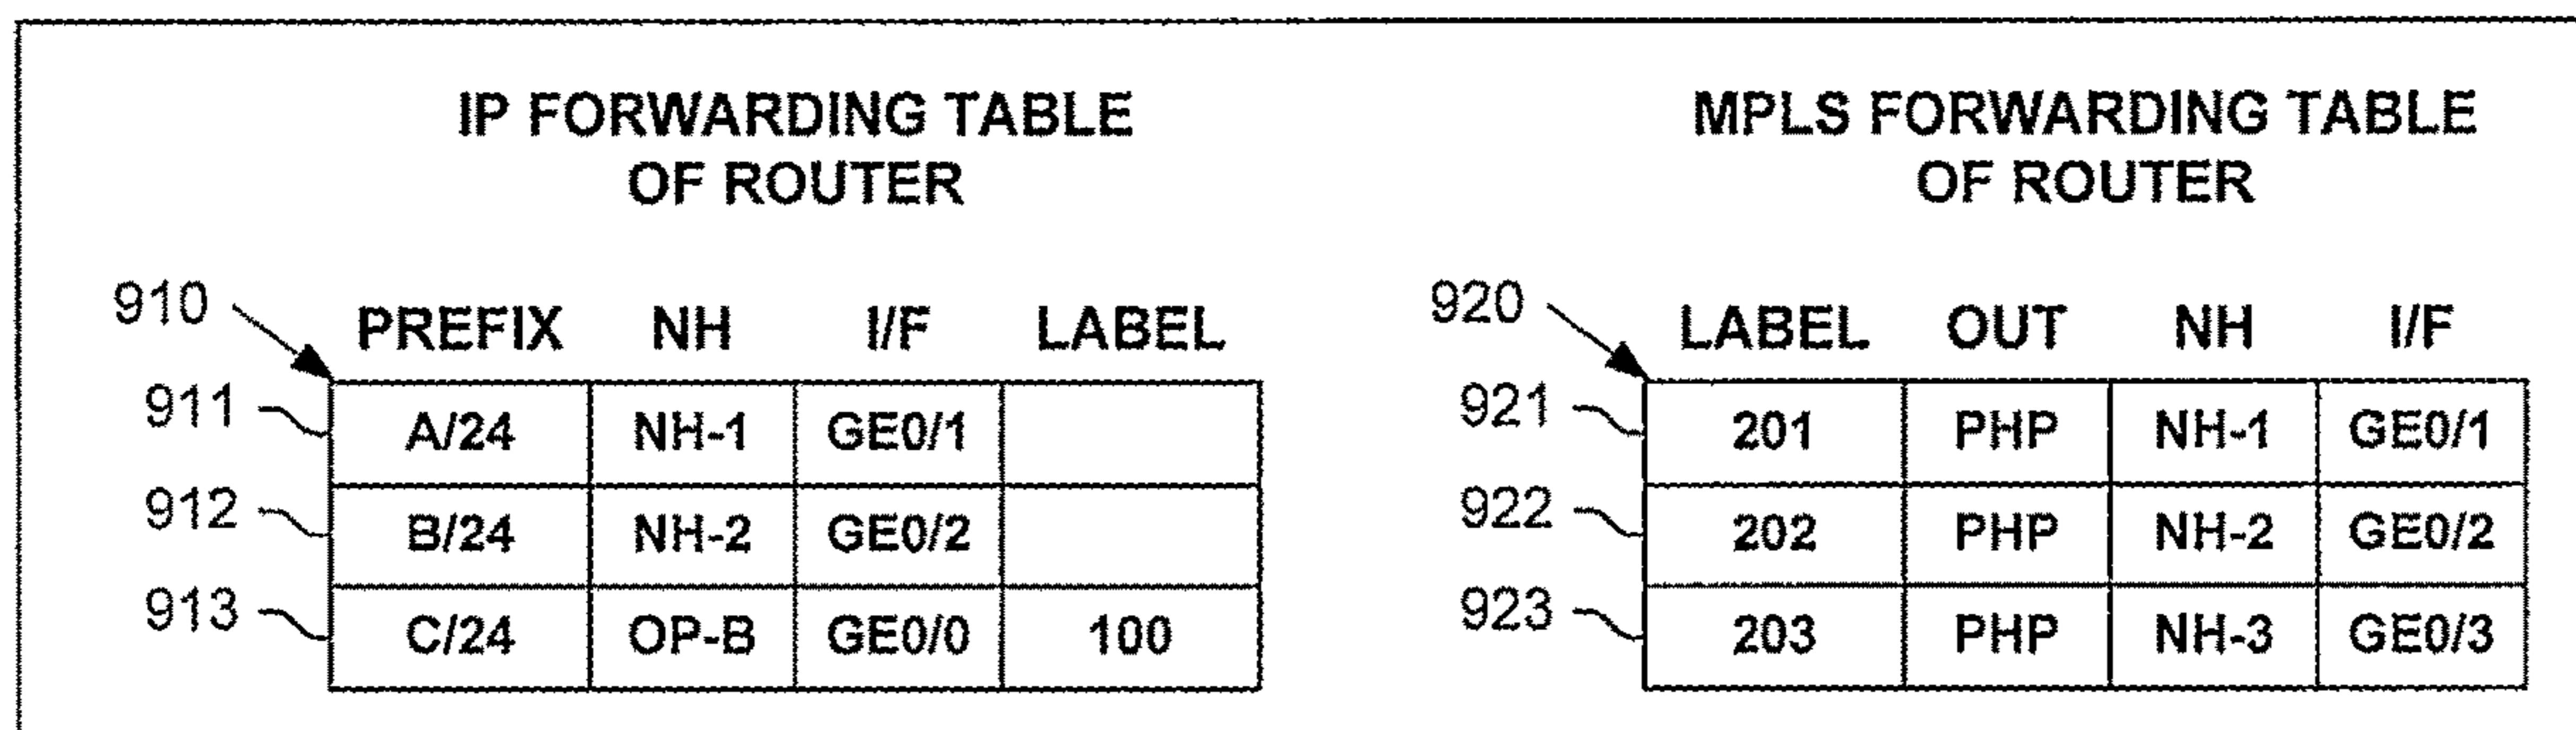 IP FORWARDING TABLE
OF ROUTER
910
PREFIX NH I/F LABEL
911 A/24 NH-1 GE0/1
912 B/24 NH-2 GE0/2
913 C/24 OP-B GE0/0 100
MPLS FORWARDING TABLE
OF ROUTER
920
LABEL OUT NH I/F
921 201 PHP NH-1 GE0/1
922 202 PHP NH-2 GE0/2
923 203 PHP NH-3 GE0/3